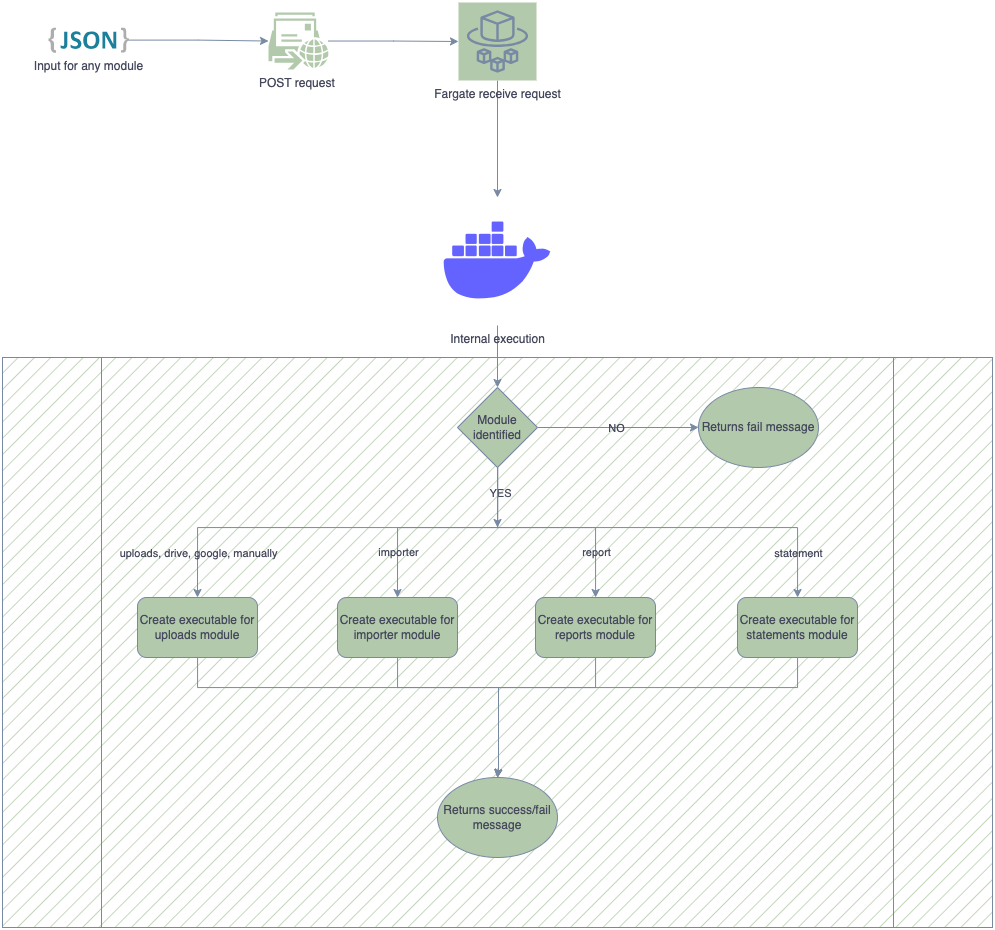 {JSON}
Input for any module
POST request
Fargate receive request
Internal execution
Module
identified
NO
Returns fail message
YES
uploads, drive, google, manually
importer
report
statement
Create executable for
uploads module
Create executable for
importer module
Create executable for
reports module
Create executable for
statements module
Returns success/fail
message